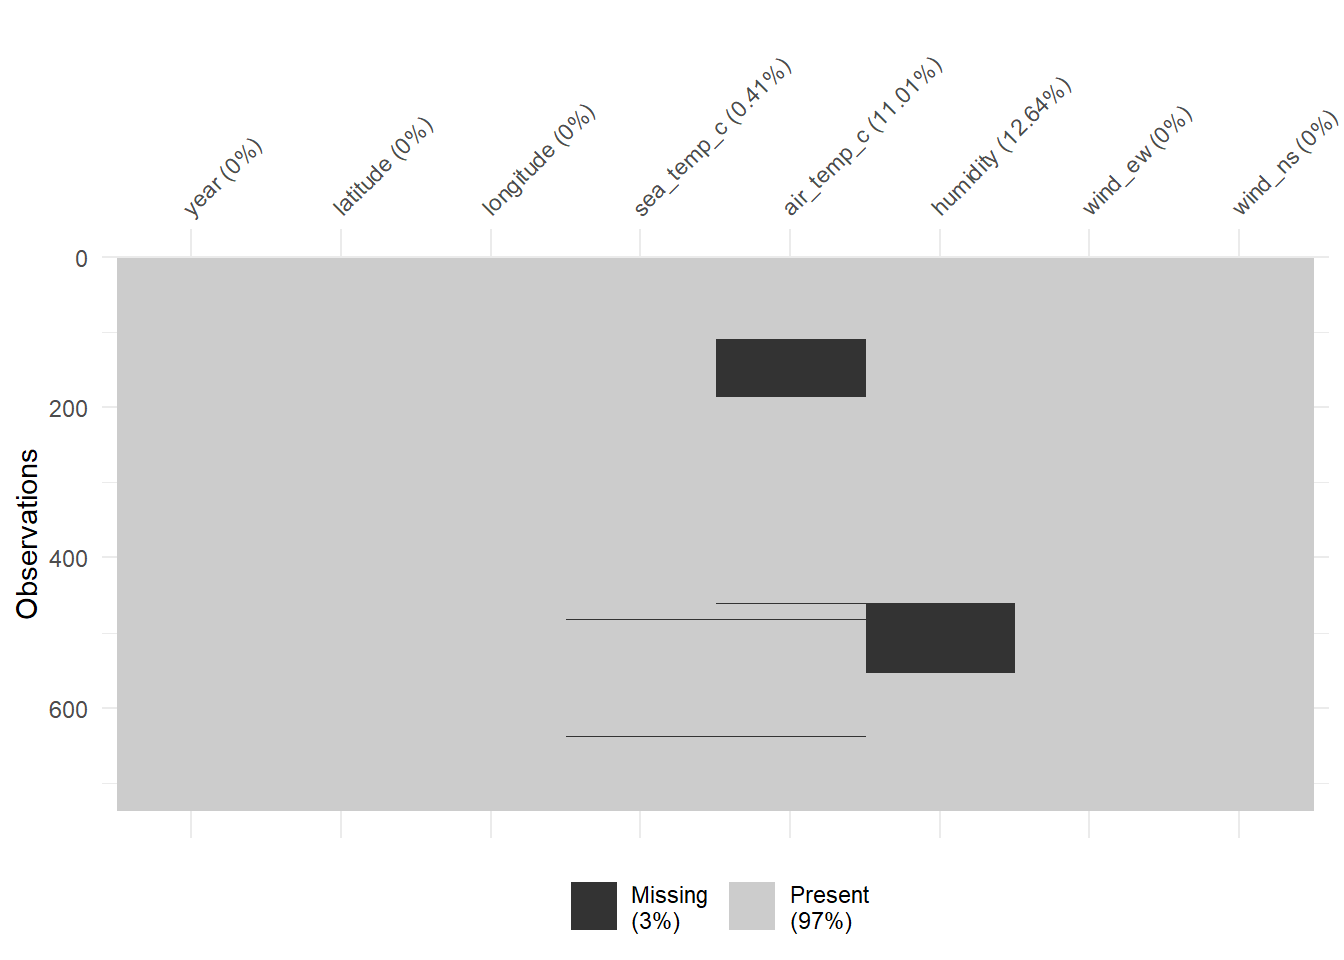 year (0%)
latitude (0%)
longitude (0%)
sea_temp_c (0.41%)
air_temp_c (11.01%)
humidity (12.64%)
wind_ew (0%)
wind_ns (0%)
0
200
400
600
Observations
Missing
(3%)
Present
(97%)